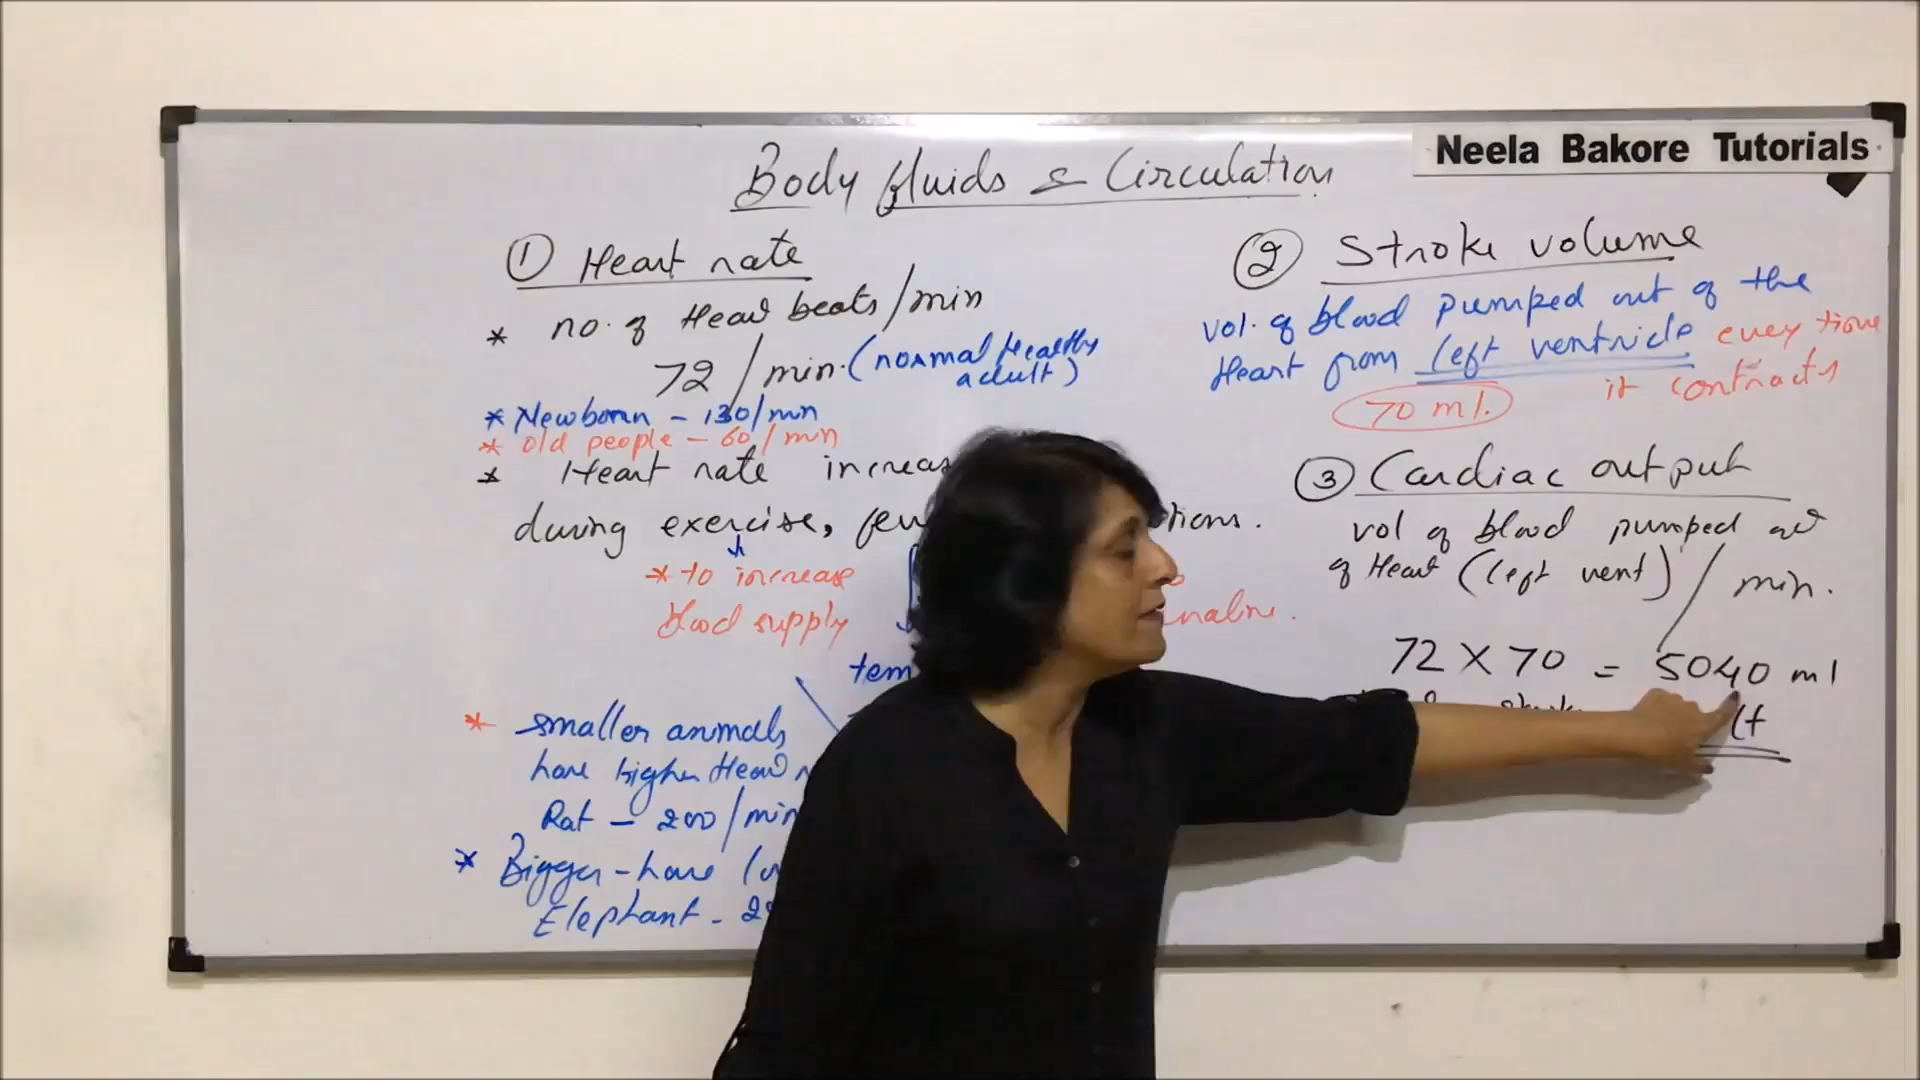 Neela Bakore Tutorials
Body fluids & Circulation
① Heart rate
* no. of Heart beats/min
72/min. (normal Healthy adult)
* Newborn - 130/min
* old people - 60/min
* Heart rate increas
during exercise, tions.
* to increase
blood supply
tem
* smaller animals
have higher Heart
Rat - 200/min
* Bigger - have
Elephant - 2
② Stroke volume
vol. of blood pumped out of the
Heart from left ventricle every time
it contracts
70 ml.
③ Cardiac output
vol of blood pumped out
of Heart (left vent) / min.
72 x 70 = 5040 ml